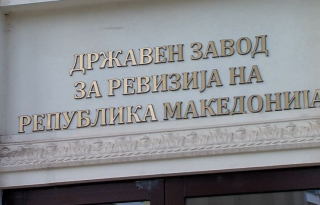 ДРЖАВЕН ЗАВОД
ЗА РЕВИЗИЈА НА
РЕПУБЛИКА МАКЕДОНИЈА